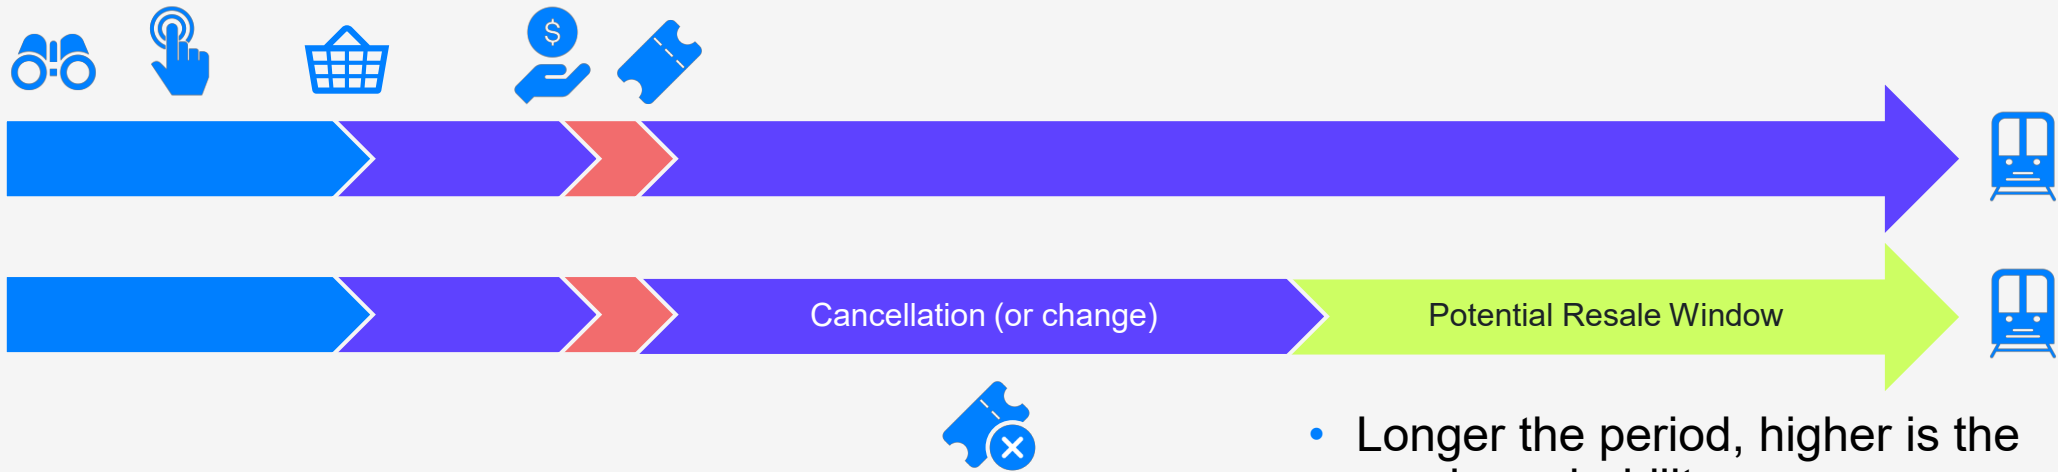 $
Cancellation (or change)
Potential Resale Window
• Longer the period, higher is the